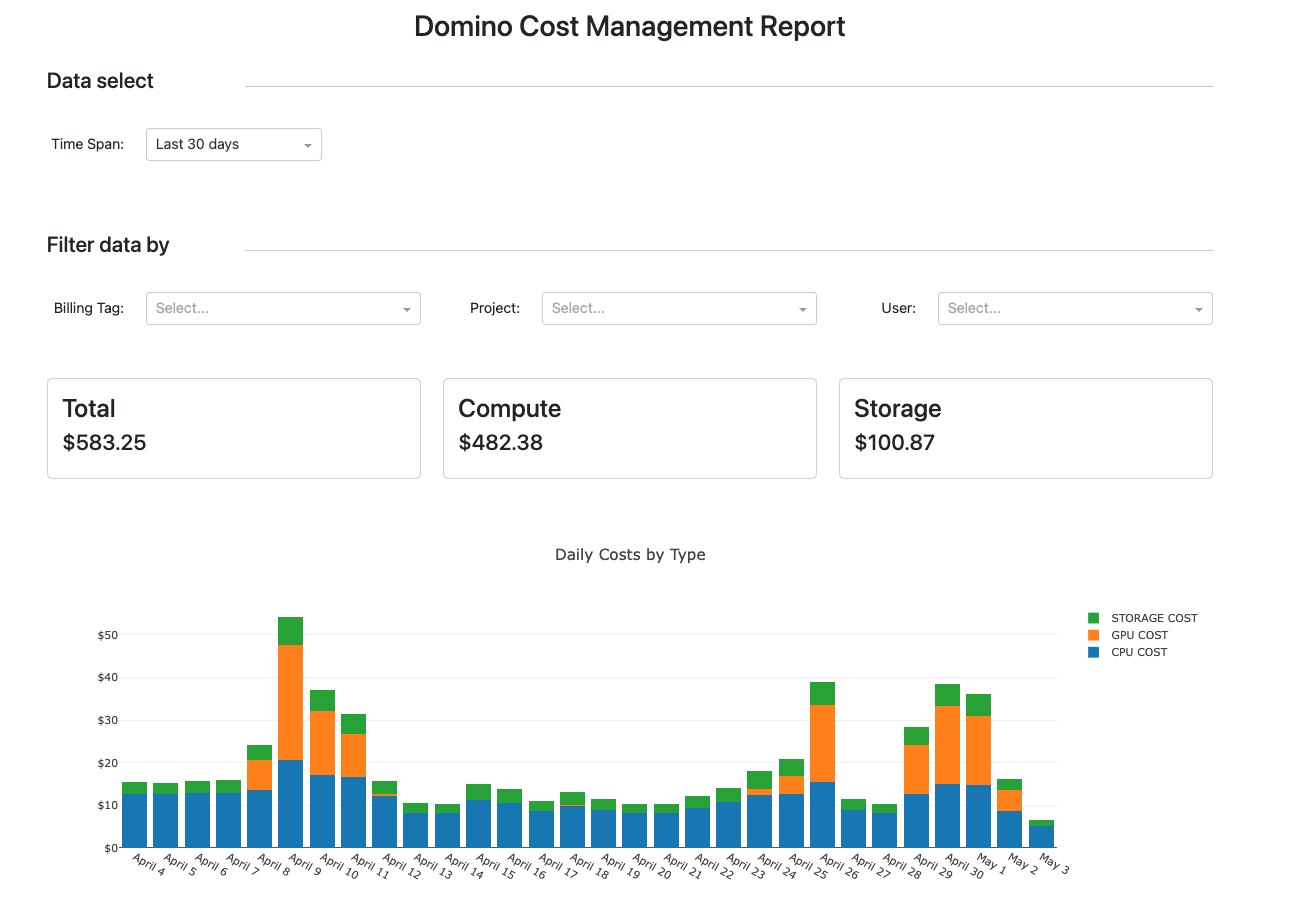 Domino Cost Management Report
Data select
Time Span: Last 30 days
Filter data by
Billing Tag: Select... Project: Select... User: Select...
Total Compute Storage
$583.25 $482.38 $100.87
Daily Costs by Type
STORAGE COST
GPU COST
CPU COST
$50
$40
$30
$20
$10
$0
April 4 April 5 April 6 April 7 April 8 April 9 April 10 April 11 April 12 April 13 April 14 April 15 April 16 April 17 April 18 April 19 April 20 April 21 April 22 April 23 April 24 April 25 April 26 April 27 April 28 April 29 April 30 May 1 May 2 May 3